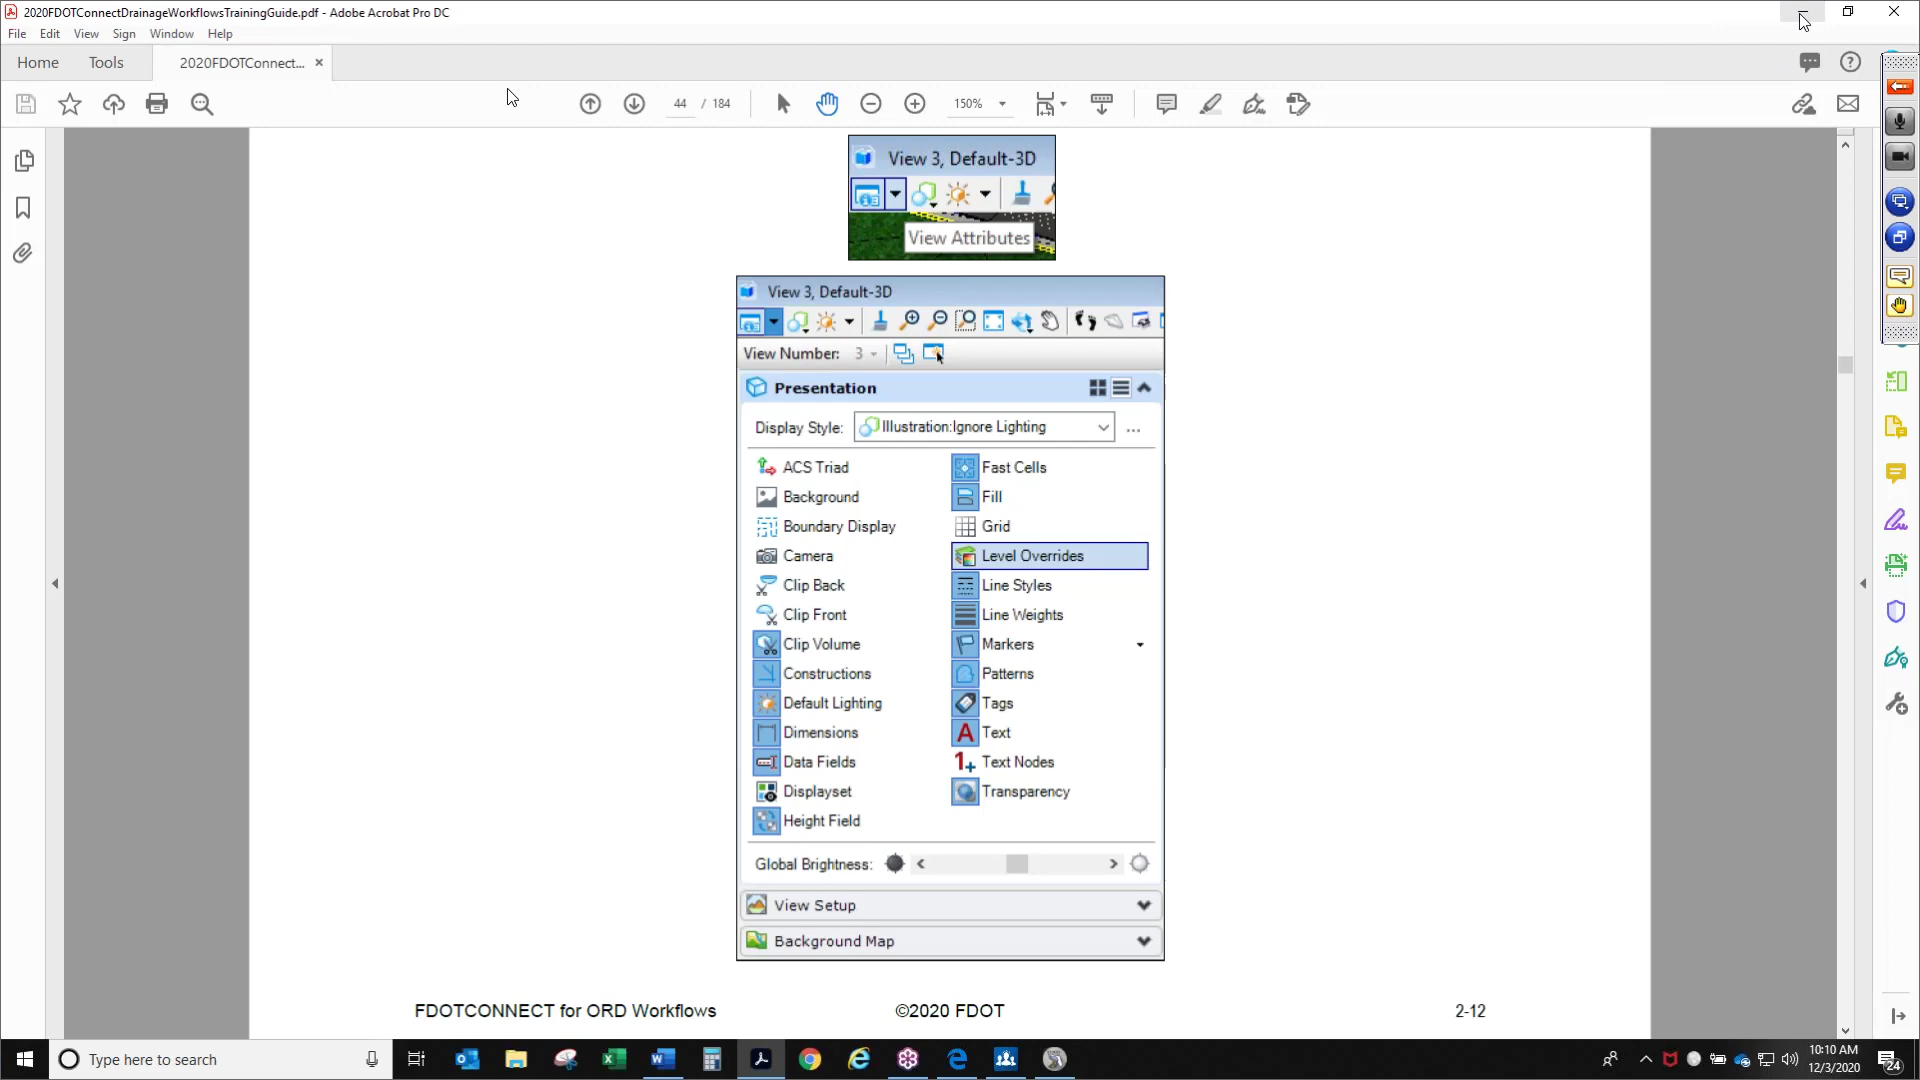 2020FDOTConnectDrainageWorkflowsTrainingGuide.pdf - Adobe Acrobat Pro DC
File Edit View Sign Window Help
Home Tools 2020FDOTConnect... ×
44 / 184 150%
View 3, Default-3D
View Attributes
View 3, Default-3D
View Number: 3
Presentation
Display Style: Illustration:Ignore Lighting ...
ACS Triad Fast Cells
Background Fill
Boundary Display Grid
Camera Level Overrides
Clip Back Line Styles
Clip Front Line Weights
Clip Volume Markers
Constructions Patterns
Default Lighting Tags
Dimensions Text
Data Fields Text Nodes
Displayset Transparency
Height Field
Global Brightness:
View Setup
Background Map
FDOTCONNECT for ORD Workflows ©2020 FDOT 2-12
Type here to search
10:10 AM
12/3/2020
24